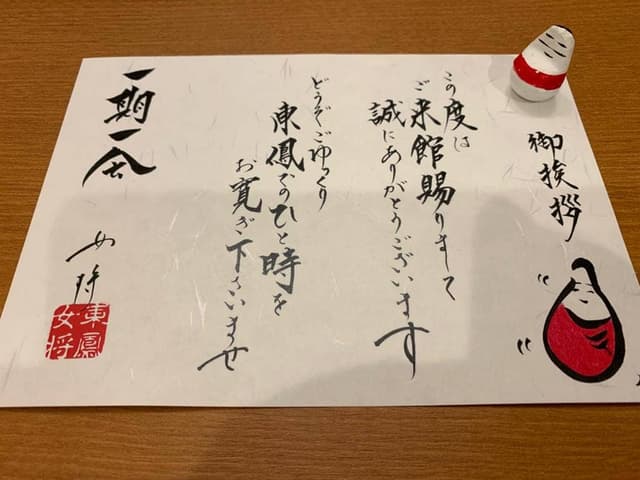 御挨拶
この度は
ご来館賜りまして
誠にありがとうございます
どうぞごゆっくり
東鳳でのひと時を
お寛ぎ下さいませ
一期一会
女将
東鳳
女将